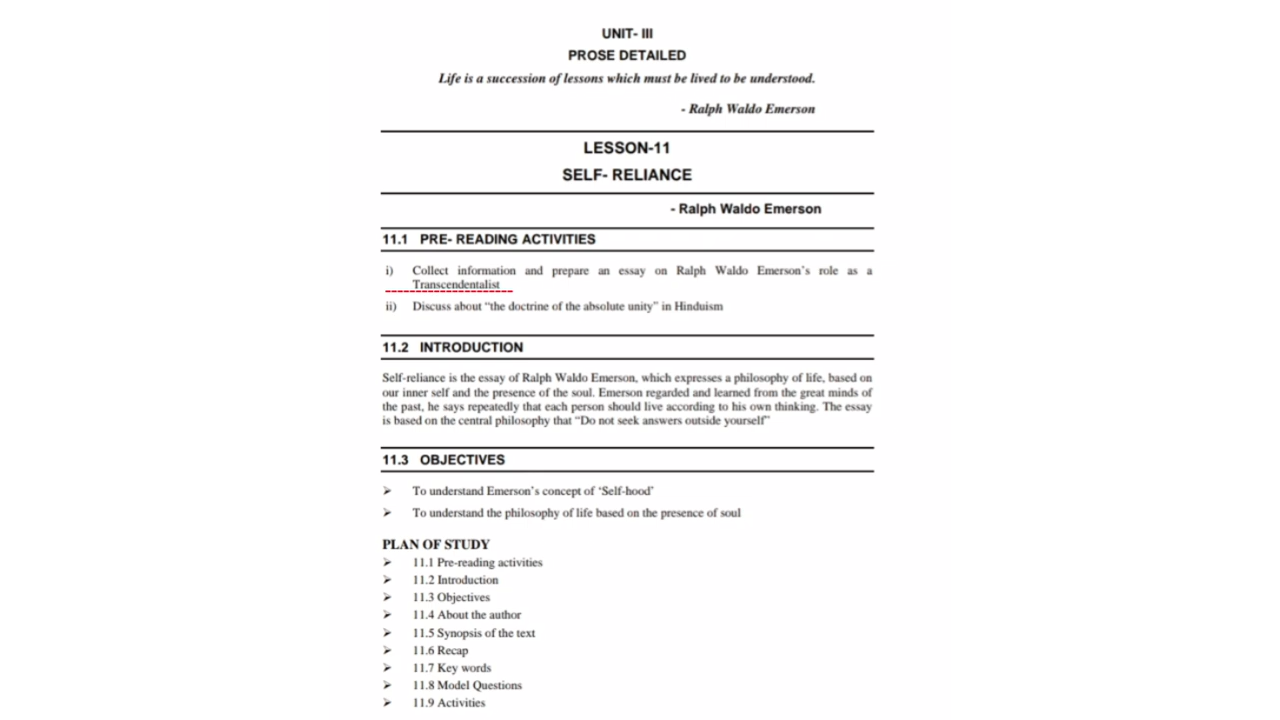 UNIT- III
PROSE DETAILED
Life is a succession of lessons which must be lived to be understood.
- Ralph Waldo Emerson
LESSON-11
SELF- RELIANCE
- Ralph Waldo Emerson
11.1 PRE- READING ACTIVITIES
i) Collect information and prepare an essay on Ralph Waldo Emerson's role as a
Transcendentalist
ii) Discuss about "the doctrine of the absolute unity" in Hinduism
11.2 INTRODUCTION
Self-reliance is the essay of Ralph Waldo Emerson, which expresses a philosophy of life, based on
our inner self and the presence of the soul. Emerson regarded and learned from the great minds of
the past, he says repeatedly that each person should live according to his own thinking. The essay
is based on the central philosophy that "Do not seek answers outside yourself"
11.3 OBJECTIVES
➢ To understand Emerson's concept of 'Self-hood'
➢ To understand the philosophy of life based on the presence of soul
PLAN OF STUDY
➢ 11.1 Pre-reading activities
➢ 11.2 Introduction
➢ 11.3 Objectives
➢ 11.4 About the author
➢ 11.5 Synopsis of the text
➢ 11.6 Recap
➢ 11.7 Key words
➢ 11.8 Model Questions
➢ 11.9 Activities